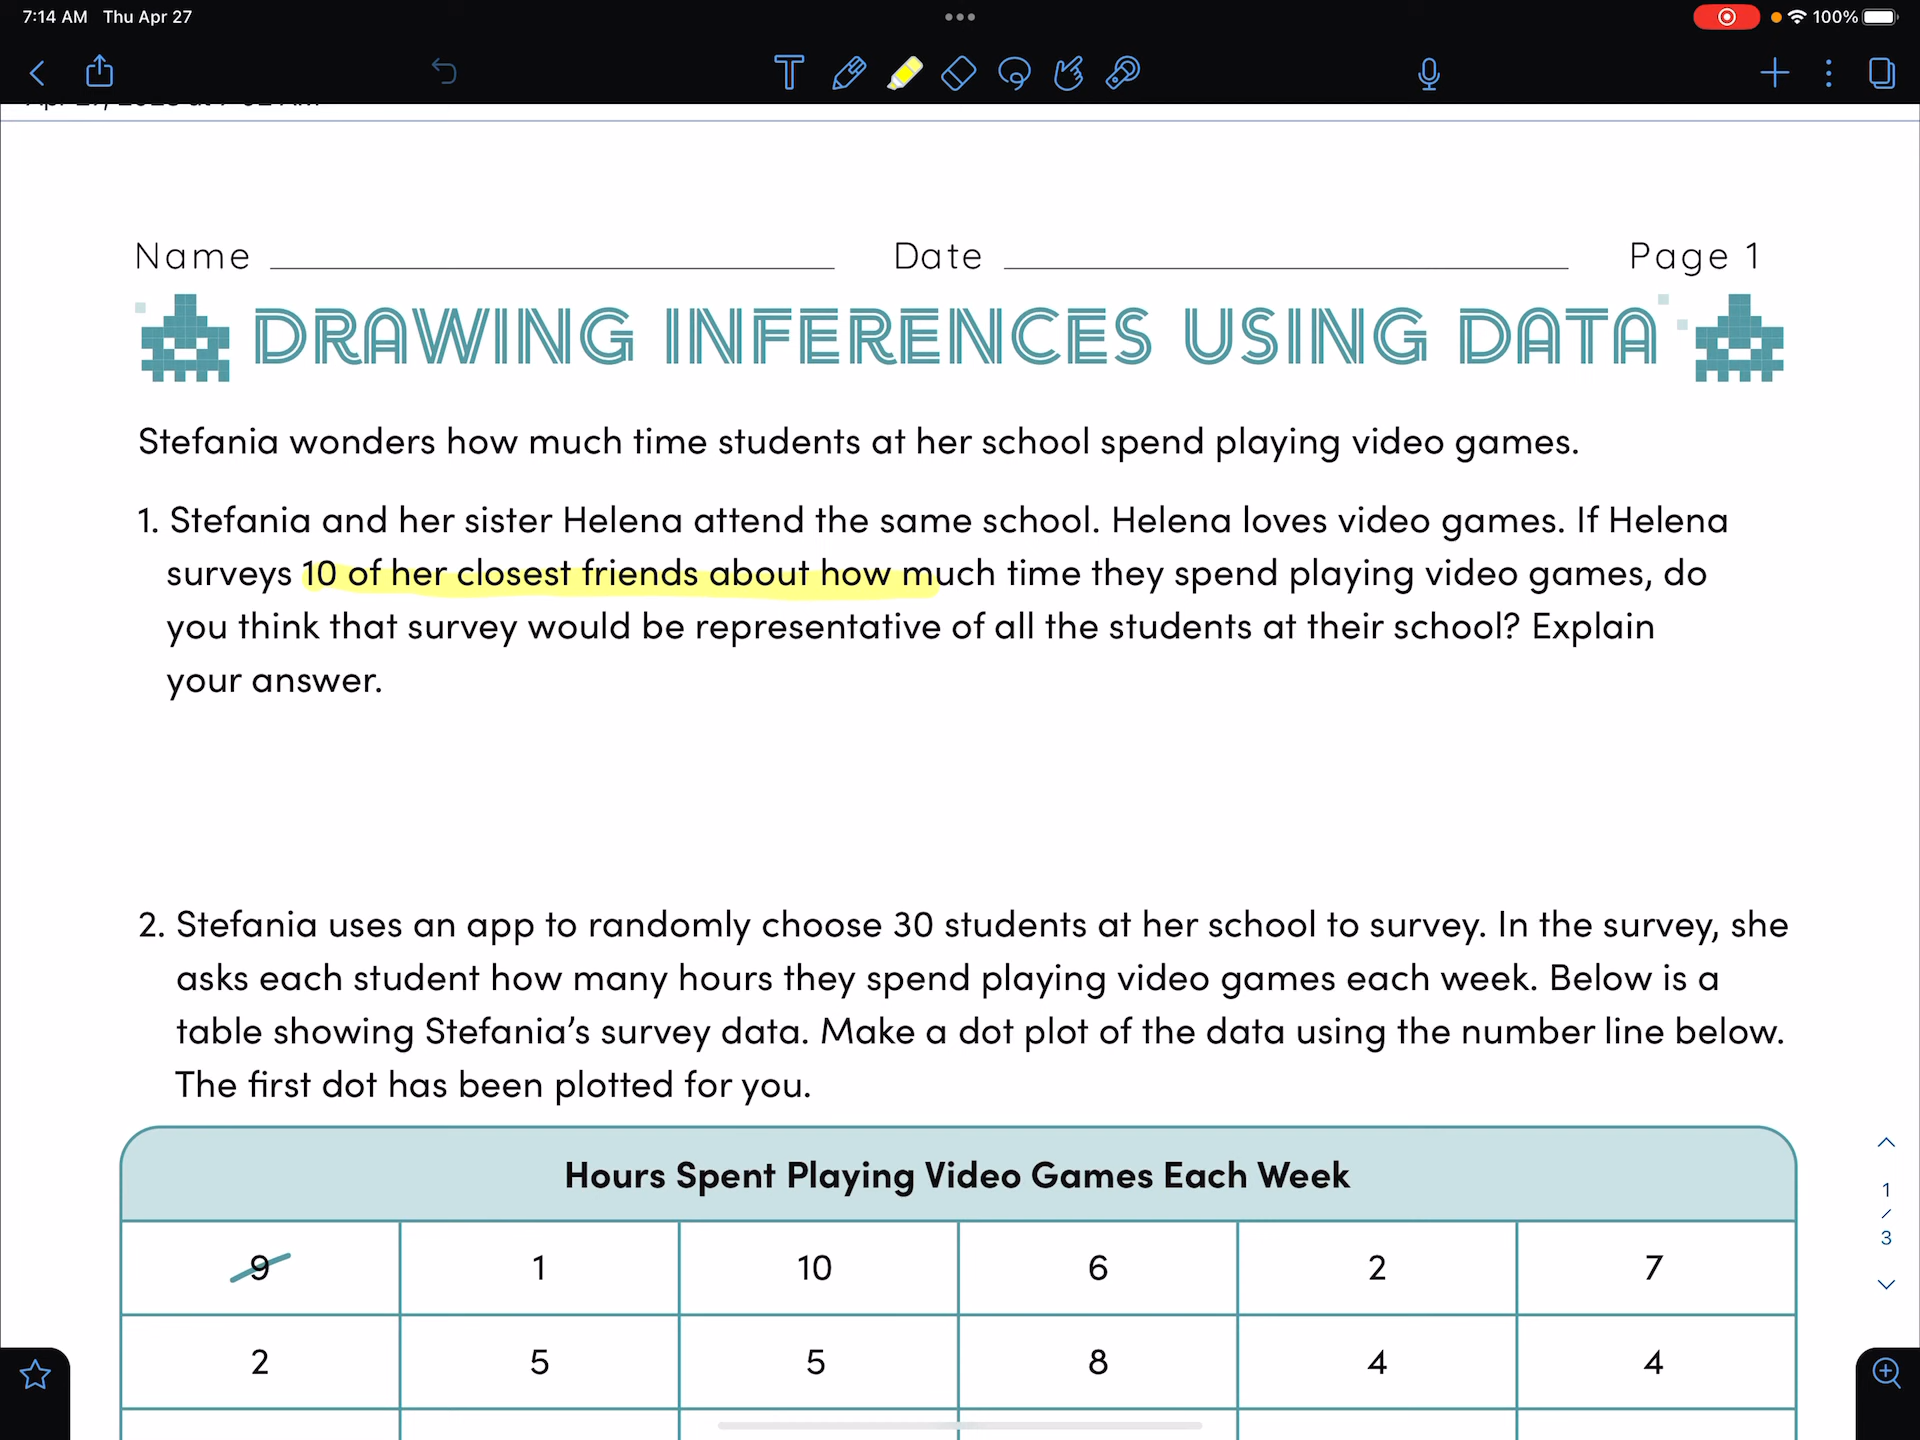 7:14 AM Thu Apr 27
100%
Name Date Page 1
DRAWING INFERENCES USING DATA
Stefania wonders how much time students at her school spend playing video games.
1. Stefania and her sister Helena attend the same school. Helena loves video games. If Helena
surveys 10 of her closest friends about how much time they spend playing video games, do
you think that survey would be representative of all the students at their school? Explain
your answer.
2. Stefania uses an app to randomly choose 30 students at her school to survey. In the survey, she
asks each student how many hours they spend playing video games each week. Below is a
table showing Stefania’s survey data. Make a dot plot of the data using the number line below.
The first dot has been plotted for you.
Hours Spent Playing Video Games Each Week
9 1 10 6 2 7
2 5 5 8 4 4
1
/
3